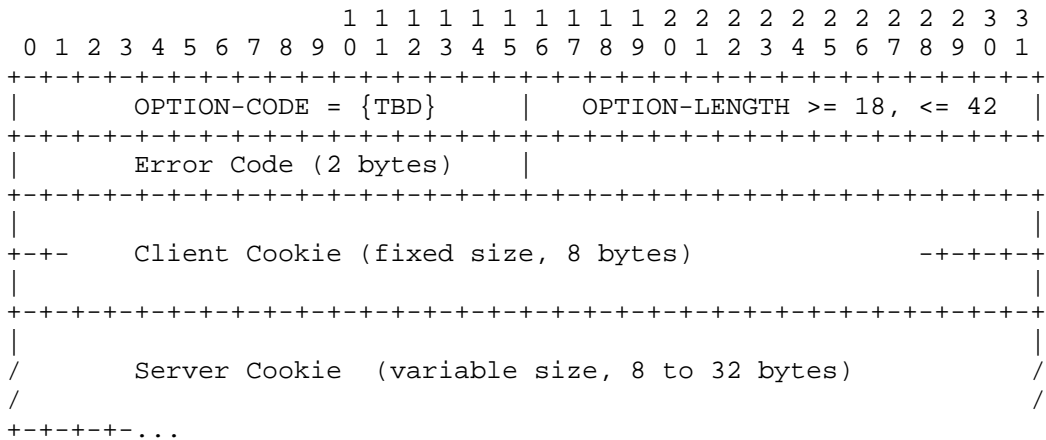 1 1 1 1 1 1 1 1 1 1 2 2 2 2 2 2 2 2 2 2 3 3
 0 1 2 3 4 5 6 7 8 9 0 1 2 3 4 5 6 7 8 9 0 1 2 3 4 5 6 7 8 9 0 1
+-+-+-+-+-+-+-+-+-+-+-+-+-+-+-+-+-+-+-+-+-+-+-+-+-+-+-+-+-+-+-+-+
|       OPTION-CODE = {TBD}     |   OPTION-LENGTH >= 18, <= 42  |
+-+-+-+-+-+-+-+-+-+-+-+-+-+-+-+-+-+-+-+-+-+-+-+-+-+-+-+-+-+-+-+-+
|       Error Code (2 bytes)    |
+-+-+-+-+-+-+-+-+-+-+-+-+-+-+-+-+-+-+-+-+-+-+-+-+-+-+-+-+-+-+-+-+
|                                                               |
+-+-    Client Cookie (fixed size, 8 bytes)              -+-+-+-+
|                                                               |
+-+-+-+-+-+-+-+-+-+-+-+-+-+-+-+-+-+-+-+-+-+-+-+-+-+-+-+-+-+-+-+-+
|                                                               |
/       Server Cookie  (variable size, 8 to 32 bytes)           /
/                                                               /
+-+-+-+-...